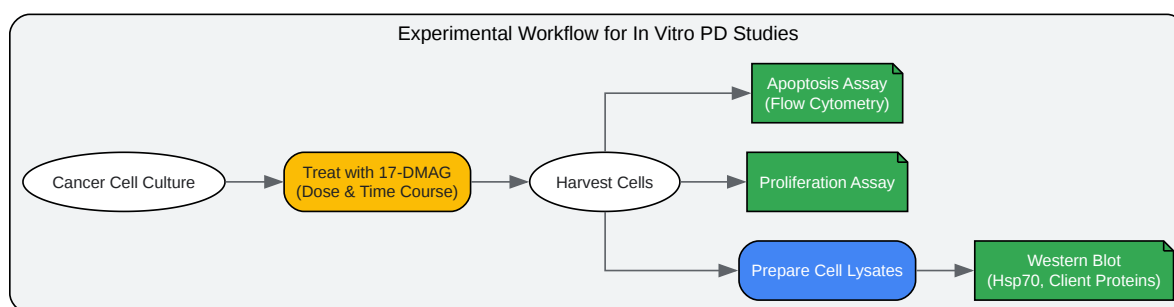 Experimental Workflow for In Vitro PD Studies
Apoptosis Assay
(Flow Cytometry)
Cancer Cell Culture
Treat with 17-DMAG
(Dose & Time Course)
Harvest Cells
Proliferation Assay
Prepare Cell Lysates
Western Blot
(Hsp70, Client Proteins)